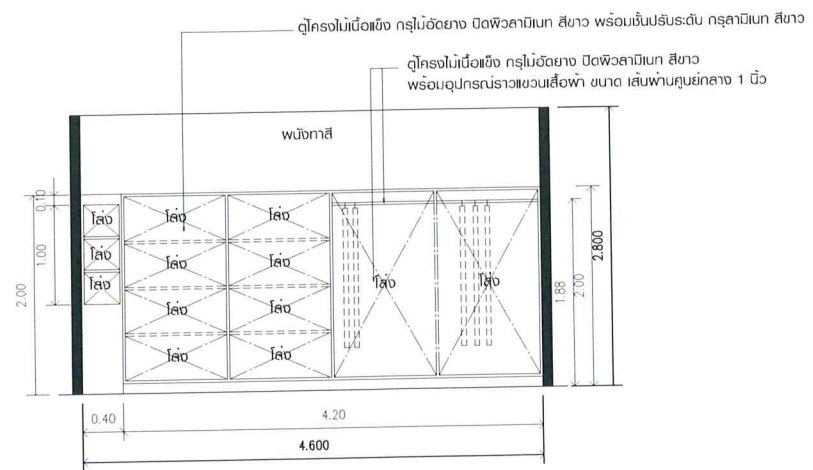 ตู้โครงไม้เนื้อแข็ง กรุไม้อัดยาง ปิดผิวลามิเนท สีขาว พร้อมชั้นปรับระดับ กรุลามิเนท สีขาว
ตู้โครงไม้เนื้อแข็ง กรุไม้อัดยาง ปิดผิวลามิเนท สีขาว
พร้อมอุปกรณ์ราวแขวนเสื้อผ้า ขนาด เส้นผ่านศูนย์กลาง 1 นิ้ว
ผนังทาสี
0.10
1.00
2.00
โล่ง
โล่ง
โล่ง
โล่ง
โล่ง
โล่ง
โล่ง
โล่ง
โล่ง
โล่ง
โล่ง
โล่ง
โล่ง
1.88
2.00
2.800
0.40
4.20
4.600